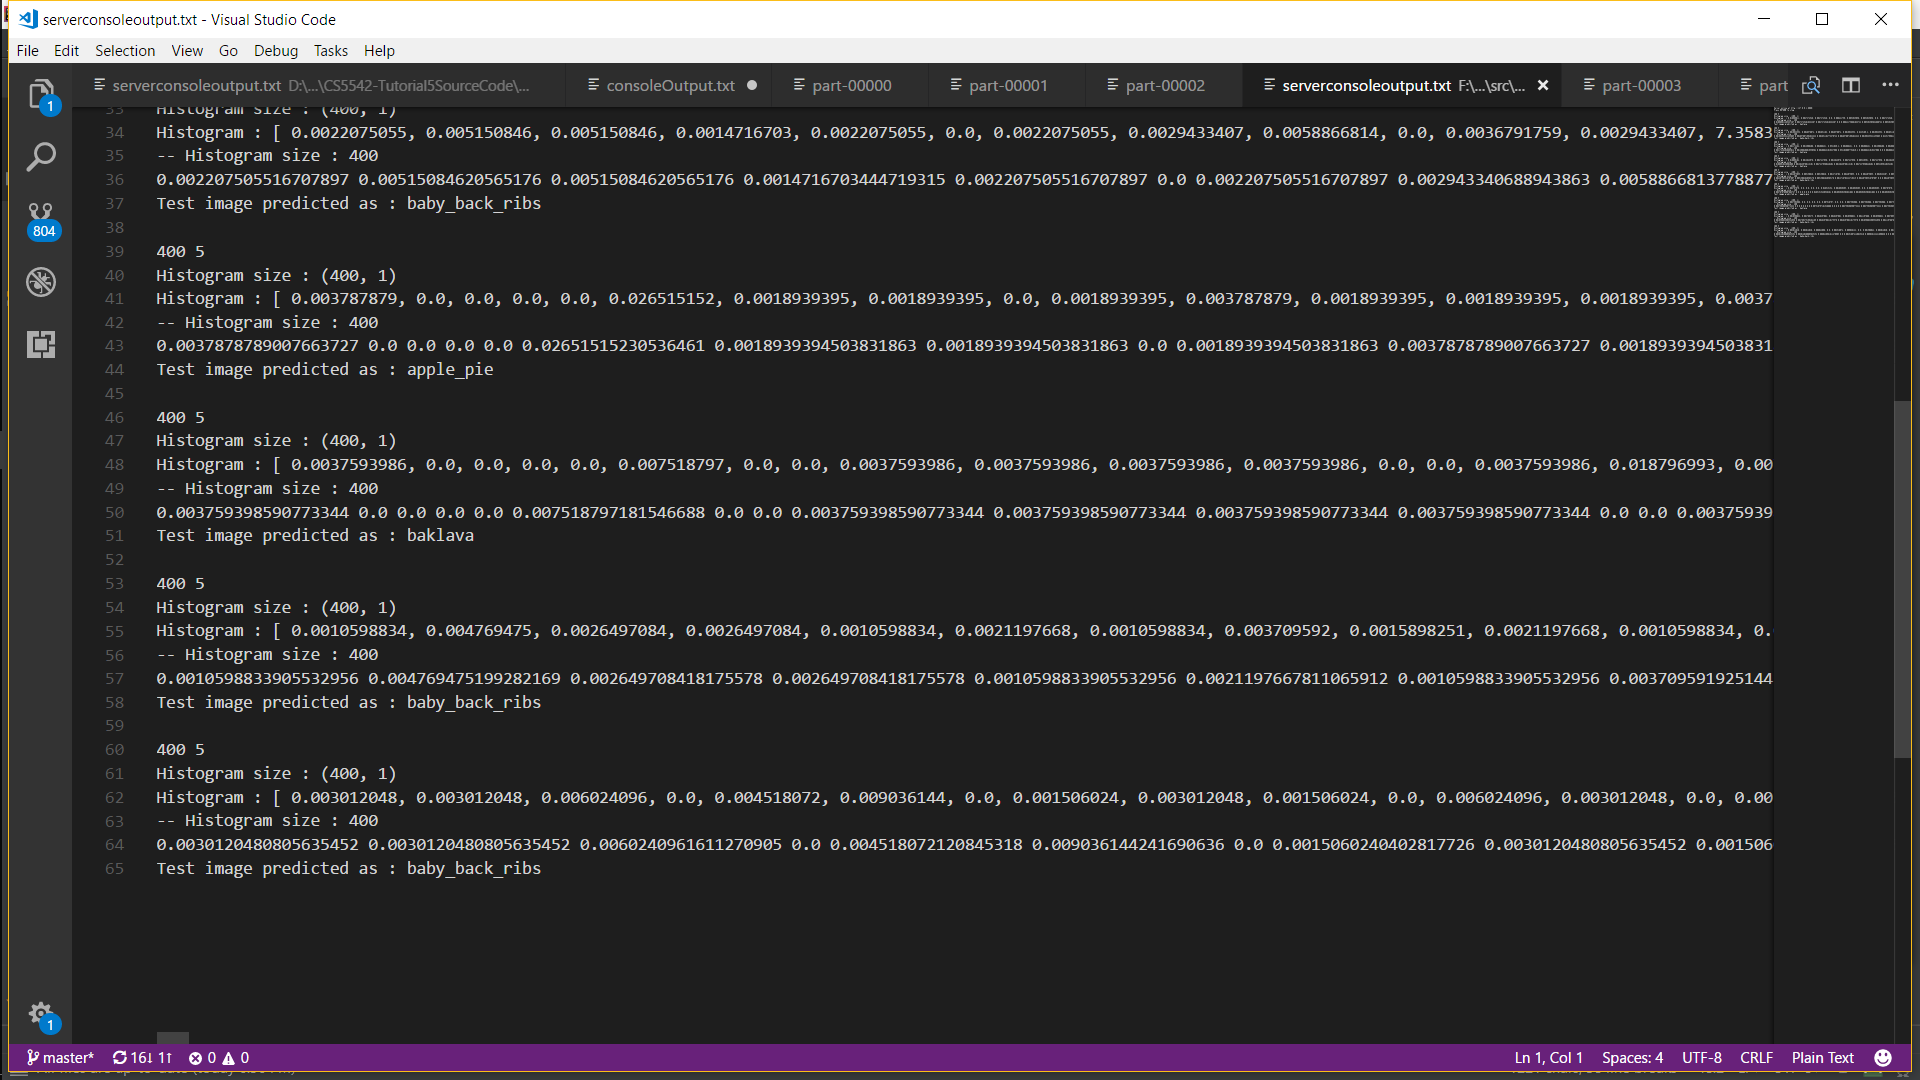 serverconsoleoutput.txt - Visual Studio Code
File Edit Selection View Go Debug Tasks Help
serverconsoleoutput.txt D:\...\CS5542-Tutorial5SourceCode\... consoleOutput.txt part-00000 part-00001 part-00002 serverconsoleoutput.txt F:\...\src\... part-00003 part
33 Histogram size : (400, 1)
34 Histogram : [ 0.0022075055, 0.005150846, 0.005150846, 0.0014716703, 0.0022075055, 0.0, 0.0022075055, 0.0029433407, 0.0058866814, 0.0, 0.0036791759, 0.0029433407, 7.3583
35 -- Histogram size : 400
36 0.002207505516707897 0.00515084620565176 0.00515084620565176 0.0014716703444719315 0.002207505516707897 0.0 0.002207505516707897 0.002943340688943863 0.0058866813778877
37 Test image predicted as : baby_back_ribs
38
39 400 5
40 Histogram size : (400, 1)
41 Histogram : [ 0.003787879, 0.0, 0.0, 0.0, 0.0, 0.026515152, 0.0018939395, 0.0018939395, 0.0, 0.0018939395, 0.003787879, 0.0018939395, 0.0018939395, 0.0018939395, 0.0037
42 -- Histogram size : 400
43 0.0037878789007663727 0.0 0.0 0.0 0.0 0.02651515230536461 0.0018939394503831863 0.0018939394503831863 0.0 0.0018939394503831863 0.0037878789007663727 0.0018939394503831
44 Test image predicted as : apple_pie
45
46 400 5
47 Histogram size : (400, 1)
48 Histogram : [ 0.0037593986, 0.0, 0.0, 0.0, 0.0, 0.007518797, 0.0, 0.0, 0.0037593986, 0.0037593986, 0.0037593986, 0.0037593986, 0.0, 0.0, 0.0037593986, 0.018796993, 0.00
49 -- Histogram size : 400
50 0.003759398590773344 0.0 0.0 0.0 0.0 0.007518797181546688 0.0 0.0 0.003759398590773344 0.003759398590773344 0.003759398590773344 0.003759398590773344 0.0 0.0 0.00375939
51 Test image predicted as : baklava
52
53 400 5
54 Histogram size : (400, 1)
55 Histogram : [ 0.0010598834, 0.004769475, 0.0026497084, 0.0026497084, 0.0010598834, 0.0021197668, 0.0010598834, 0.003709592, 0.0015898251, 0.0021197668, 0.0010598834, 0.
56 -- Histogram size : 400
57 0.0010598833905532956 0.004769475199282169 0.002649708418175578 0.002649708418175578 0.0010598833905532956 0.0021197667811065912 0.0010598833905532956 0.003709591925144
58 Test image predicted as : baby_back_ribs
59
60 400 5
61 Histogram size : (400, 1)
62 Histogram : [ 0.003012048, 0.003012048, 0.006024096, 0.0, 0.004518072, 0.009036144, 0.0, 0.001506024, 0.003012048, 0.001506024, 0.0, 0.006024096, 0.003012048, 0.0, 0.00
63 -- Histogram size : 400
64 0.0030120480805635452 0.0030120480805635452 0.0060240961611270905 0.0 0.004518072120845318 0.009036144241690636 0.0 0.0015060240402817726 0.0030120480805635452 0.001506
65 Test image predicted as : baby_back_ribs
1
804
1
master* 16↓ 1↑ 0 0 Ln 1, Col 1 Spaces: 4 UTF-8 CRLF Plain Text